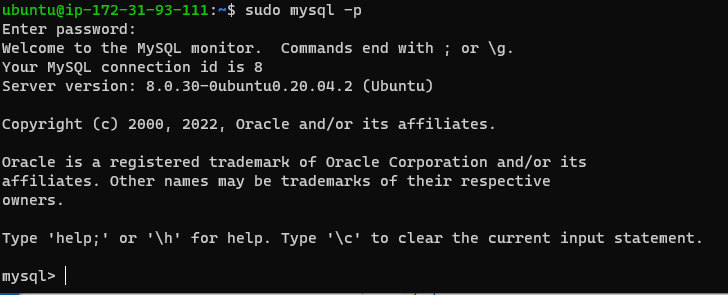 ubuntu@ip-172-31-93-111:~$ sudo mysql -p
Enter password:
Welcome to the MySQL monitor.  Commands end with ; or \g.
Your MySQL connection id is 8
Server version: 8.0.30-0ubuntu0.20.04.2 (Ubuntu)

Copyright (c) 2000, 2022, Oracle and/or its affiliates.

Oracle is a registered trademark of Oracle Corporation and/or its
affiliates. Other names may be trademarks of their respective
owners.

Type 'help;' or '\h' for help. Type '\c' to clear the current input statement.

mysql>